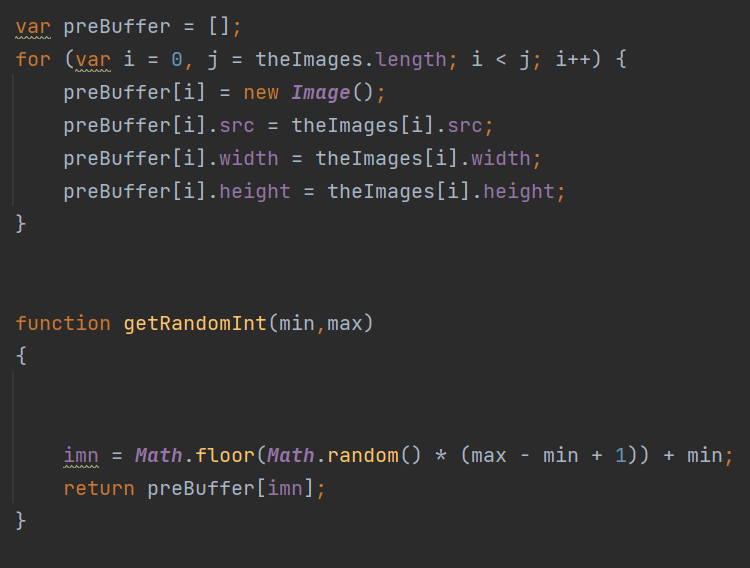 var preBuffer = [];
for (var i = 0, j = theImages.length; i < j; i++) {
    preBuffer[i] = new Image();
    preBuffer[i].src = theImages[i].src;
    preBuffer[i].width = theImages[i].width;
    preBuffer[i].height = theImages[i].height;
}
function getRandomInt(min,max)
{
    imn = Math.floor(Math.random() * (max - min + 1)) + min;
    return preBuffer[imn];
}